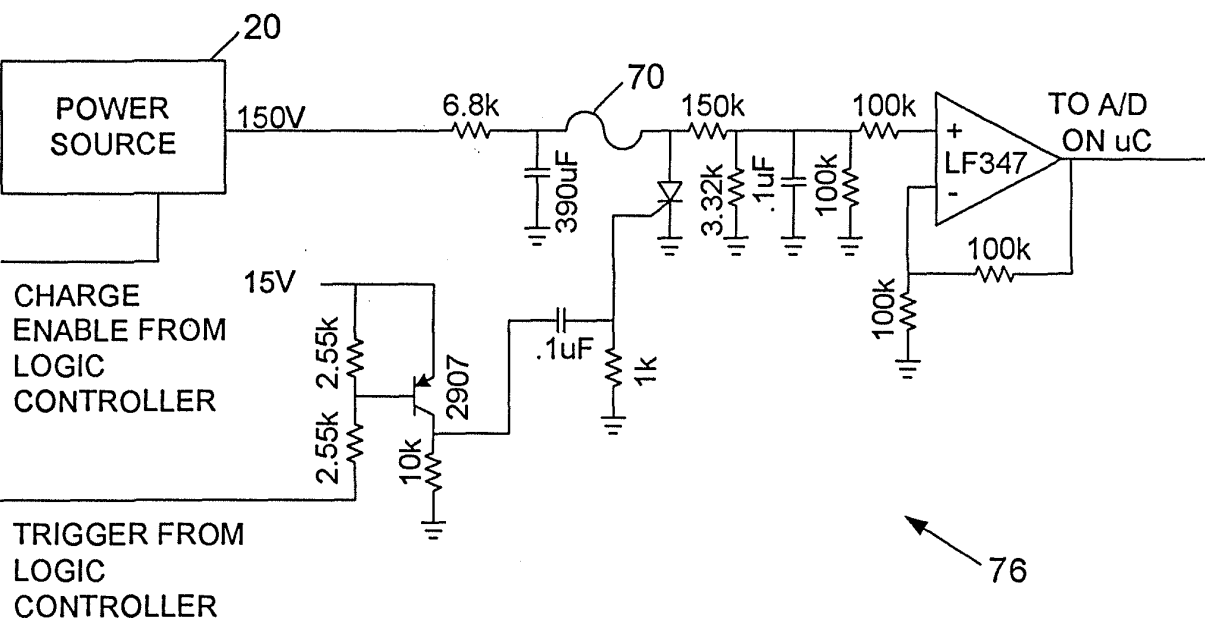 20
POWER
SOURCE
150V
6.8k
70
150k
100k
TO A/D
ON uC
+
LF347
-
390uF
3.32k
.1uF
100k
100k
100k
CHARGE
ENABLE FROM
LOGIC
CONTROLLER
15V
2.55k
2907
.1uF
1k
2.55k
10k
TRIGGER FROM
LOGIC
CONTROLLER
76